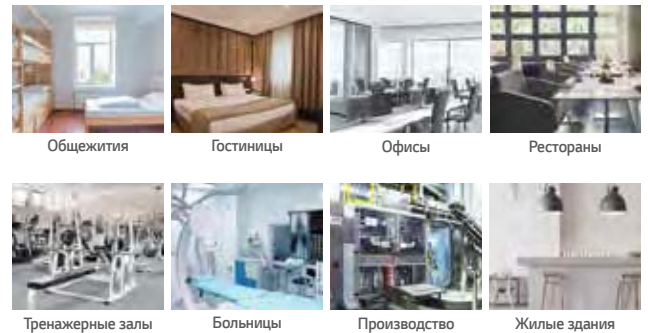 Общежития
Гостиницы
Офисы
Рестораны
Тренажерные залы
Больницы
Производство
Жилые здания